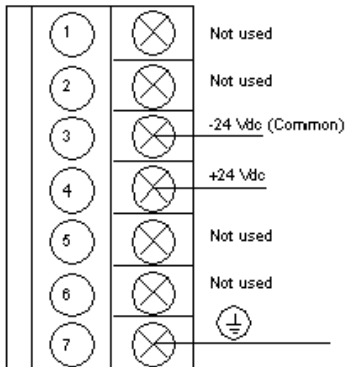 1 Not used
2 Not used
3 -24 Vdc (Common)
4 +24 Vdc
5 Not used
6 Not used
7